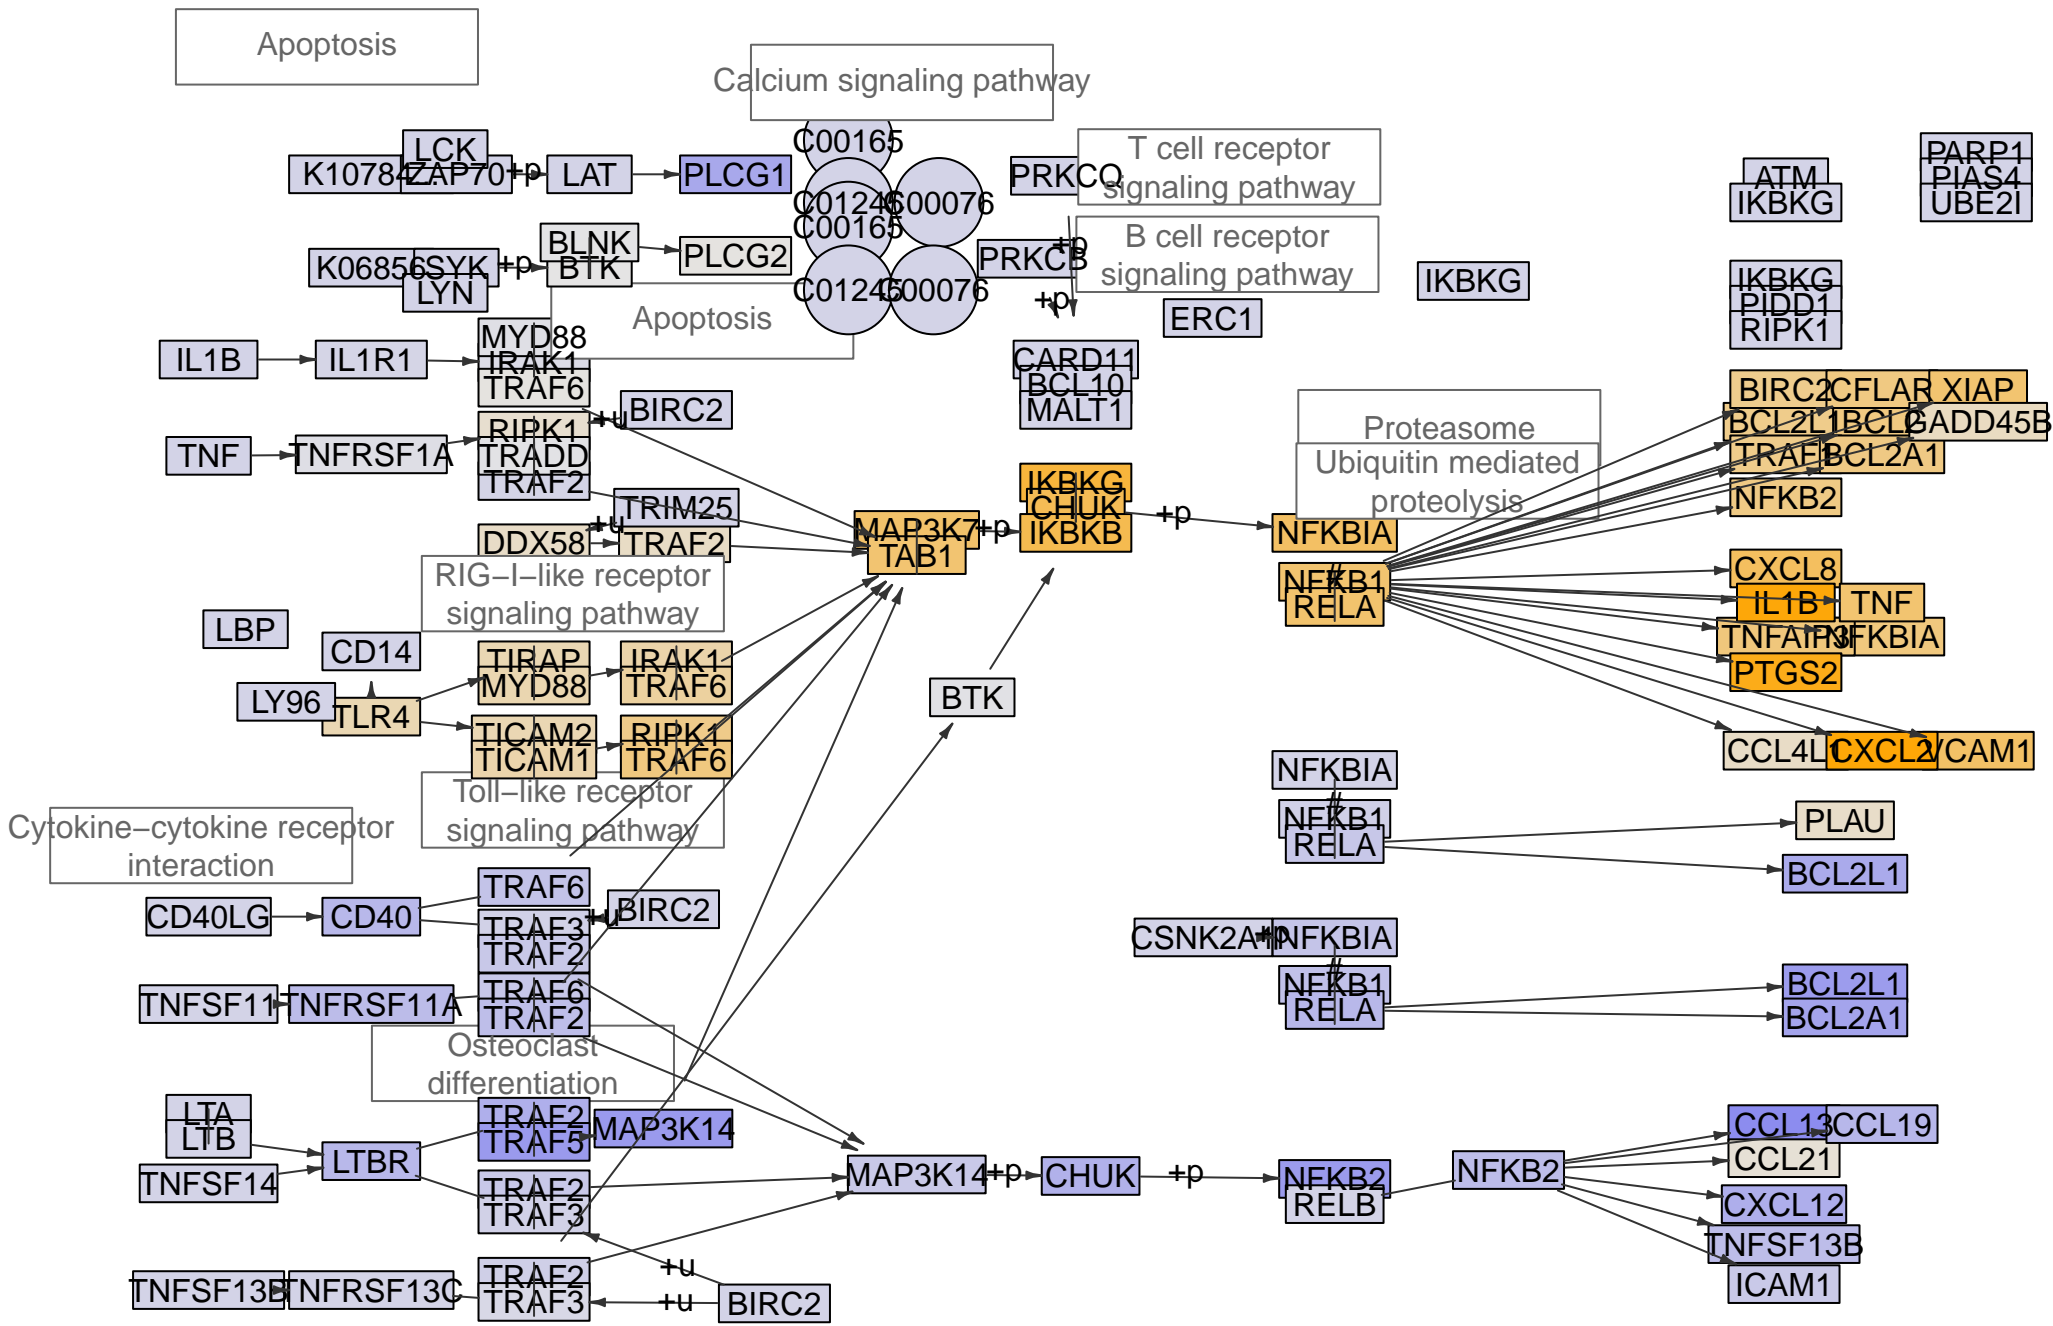 Apoptosis
Calcium signaling pathway
T cell receptor
signaling pathway
B cell receptor
signaling pathway
LCK
K10784
ZAP70
+p
LAT
PLCG1
C00165
C01246
C00076
C00165
C01245
C00076
PRKCQ
PRKCB
+p
+p
ERC1
BLNK
BTK
PLCG2
K06856
SYK
+p
LYN
Apoptosis
IKBKG
ATM
IKBKG
PARP1
PIAS4
UBE2I
IKBKG
PIDD1
RIPK1
IL1B
IL1R1
MYD88
IRAK1
TRAF6
CARD11
BCL10
MALT1
TNF
TNFRSF1A
RIPK1
TRADD
TRAF2
+u
BIRC2
TRIM25
+u
DDX58
TRAF2
RIG−I−like receptor
signaling pathway
MAP3K7
TAB1
+p
IKBKG
CHUK
IKBKB
+p
Proteasome
Ubiquitin mediated
proteolysis
NFKBIA
NFKB1
RELA
BIRC2
CFLAR
XIAP
BCL2L1
BCL2
GADD45B
TRAF1
BCL2A1
NFKB2
CXCL8
IL1B
TNF
TNFAIP3
NFKBIA
PTGS2
CCL4L1
CXCL2
VCAM1
LBP
CD14
LY96
TLR4
TIRAP
MYD88
IRAK1
TRAF6
TICAM2
TICAM1
RIPK1
TRAF6
Toll−like receptor
signaling pathway
BTK
NFKBIA
NFKB1
RELA
PLAU
BCL2L1
Cytokine−cytokine receptor
interaction
CD40LG
CD40
TRAF6
TRAF3
TRAF2
+u
BIRC2
CSNK2A1
+p
NFKBIA
NFKB1
RELA
BCL2L1
BCL2A1
TNFSF11
TNFRSF11A
TRAF6
TRAF2
Osteoclast
differentiation
LTA
LTB
TNFSF14
LTBR
TRAF2
TRAF5
MAP3K14
TRAF2
TRAF3
MAP3K14
+p
CHUK
+p
NFKB2
RELB
NFKB2
CCL13
CCL19
CCL21
CXCL12
TNFSF13B
ICAM1
TNFSF13B
TNFRSF13C
TRAF2
TRAF3
+u
+u
BIRC2